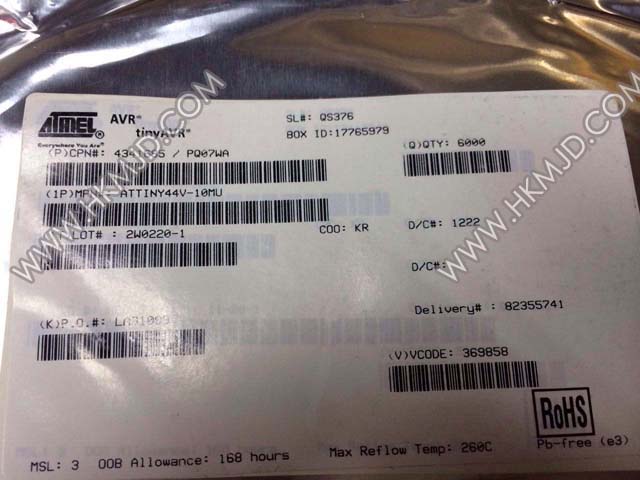 ATMEL® AVR® SL#: QS376
Everywhere You Are® tinyAVR® BOX ID:17765979
(P)CPN#: / PQ07WA (Q)QTY: 6000
(1P) ATTINY44V-10MU
LOT# : 2W0220-1 COO: KR D/C#: 1222
D/C#:
Delivery# : 82355741
(K)P.O.#:
(V)VCODE: 369858
RoHS
Pb-free (e3)
MSL: 3 OOB Allowance: 168 hours Max Reflow Temp: 260C
WWW.HKMJD.COM
WWW.HKMJD.COM